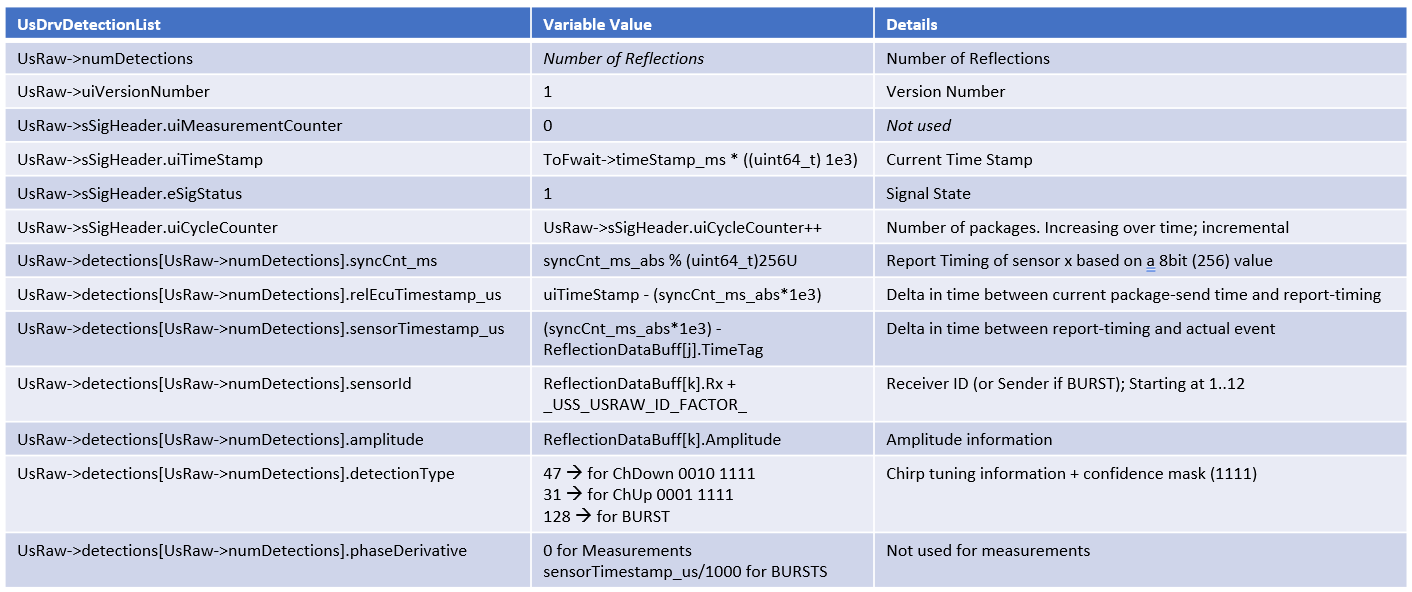 UsDrvDetectionList Variable Value Details
UsRaw->numDetections Number of Reflections Number of Reflections
UsRaw->uiVersionNumber 1 Version Number
UsRaw->sSigHeader.uiMeasurementCounter 0 Not used
UsRaw->sSigHeader.uiTimeStamp ToFwait->timeStamp_ms * ((uint64_t) 1e3) Current Time Stamp
UsRaw->sSigHeader.eSigStatus 1 Signal State
UsRaw->sSigHeader.uiCycleCounter UsRaw->sSigHeader.uiCycleCounter++ Number of packages. Increasing over time; incremental
UsRaw->detections[UsRaw->numDetections].syncCnt_ms syncCnt_ms_abs % (uint64_t)256U Report Timing of sensor x based on a 8bit (256) value
UsRaw->detections[UsRaw->numDetections].relEcuTimestamp_us uiTimeStamp - (syncCnt_ms_abs*1e3) Delta in time between current package-send time and report-timing
UsRaw->detections[UsRaw->numDetections].sensorTimestamp_us (syncCnt_ms_abs*1e3) - Delta in time between report-timing and actual event
ReflectionDataBuff[j].TimeTag
UsRaw->detections[UsRaw->numDetections].sensorId ReflectionDataBuff[k].Rx + Receiver ID (or Sender if BURST); Starting at 1..12
_USS_USRAW_ID_FACTOR_
UsRaw->detections[UsRaw->numDetections].amplitude ReflectionDataBuff[k].Amplitude Amplitude information
UsRaw->detections[UsRaw->numDetections].detectionType 47 → for ChDown 0010 1111 Chirp tuning information + confidence mask (1111)
31 → for ChUp 0001 1111
128 → for BURST
UsRaw->detections[UsRaw->numDetections].phaseDerivative 0 for Measurements Not used for measurements
sensorTimestamp_us/1000 for BURSTS